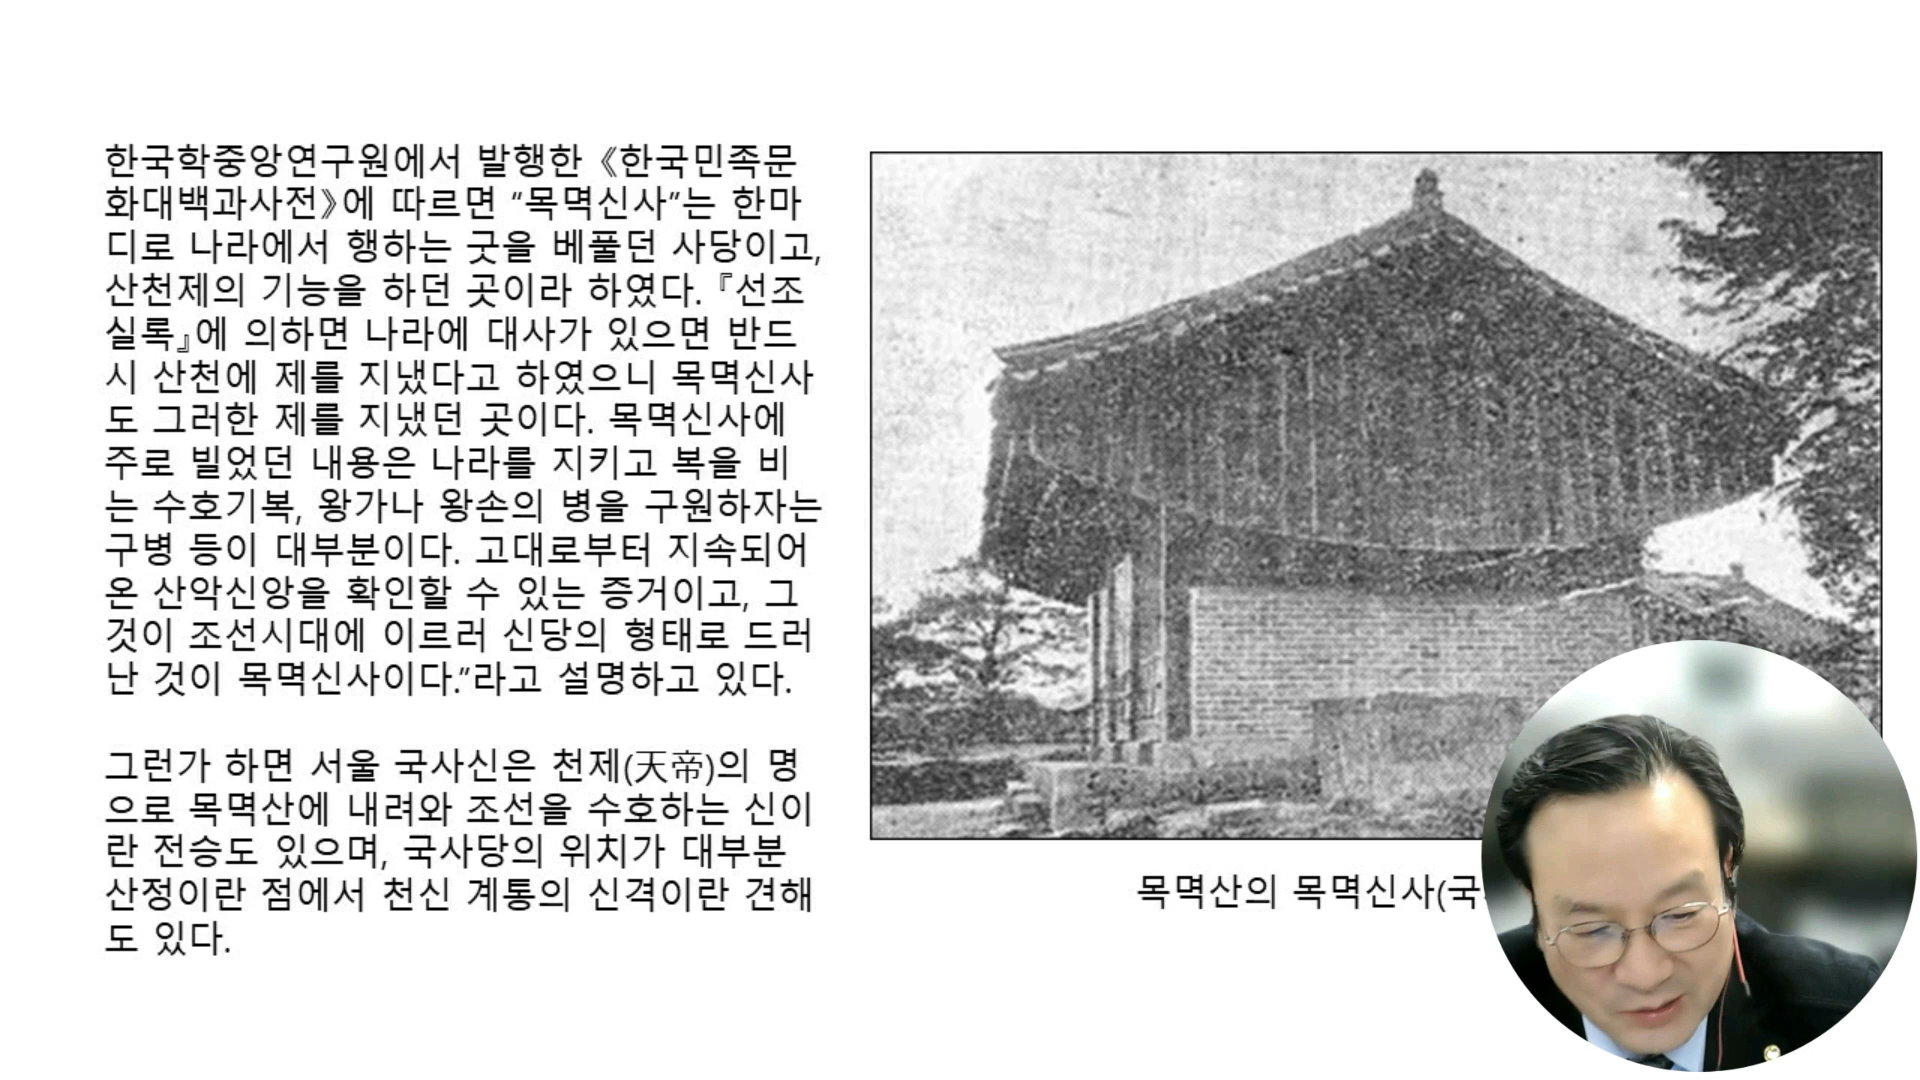 한국학중앙연구원에서 발행한 《한국민족문
화대백과사전》에 따르면 “목멱신사”는 한마
디로 나라에서 행하는 굿을 베풀던 사당이고,
산천제의 기능을 하던 곳이라 하였다.『선조
실록』에 의하면 나라에 대사가 있으면 반드
시 산천에 제를 지냈다고 하였으니 목멱신사
도 그러한 제를 지냈던 곳이다. 목멱신사에
주로 빌었던 내용은 나라를 지키고 복을 비
는 수호기복, 왕가나 왕손의 병을 구원하자는
구병 등이 대부분이다. 고대로부터 지속되어
온 산악신앙을 확인할 수 있는 증거이고, 그
것이 조선시대에 이르러 신당의 형태로 드러
난 것이 목멱신사이다.”라고 설명하고 있다.
그런가 하면 서울 국사신은 천제(天帝)의 명
으로 목멱산에 내려와 조선을 수호하는 신이
란 전승도 있으며, 국사당의 위치가 대부분
산정이란 점에서 천신 계통의 신격이란 견해
도 있다.
목멱산의 목멱신사(국